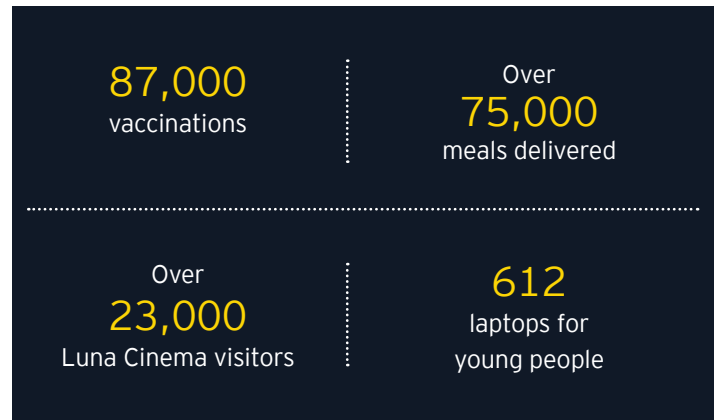 87,000
vaccinations
Over
75,000
meals delivered
Over
23,000
Luna Cinema visitors
612
laptops for
young people